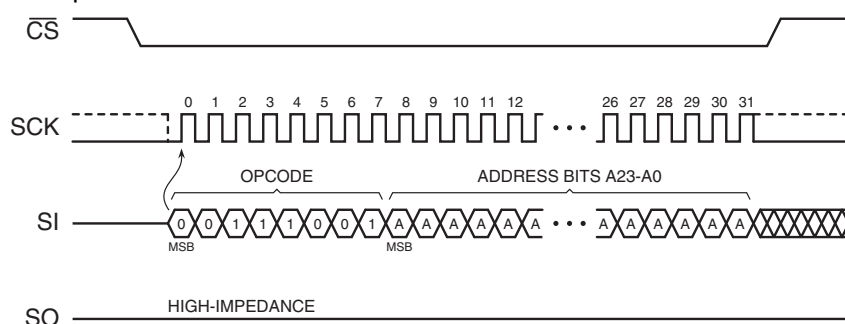 CS
0 1 2 3 4 5 6 7 8 9 10 11 12 26 27 28 29 30 31
SCK
OPCODE ADDRESS BITS A23-A0
SI 0 0 1 1 1 0 0 1 A A A A A A A A A A A A
MSB MSB
HIGH-IMPEDANCE
SO